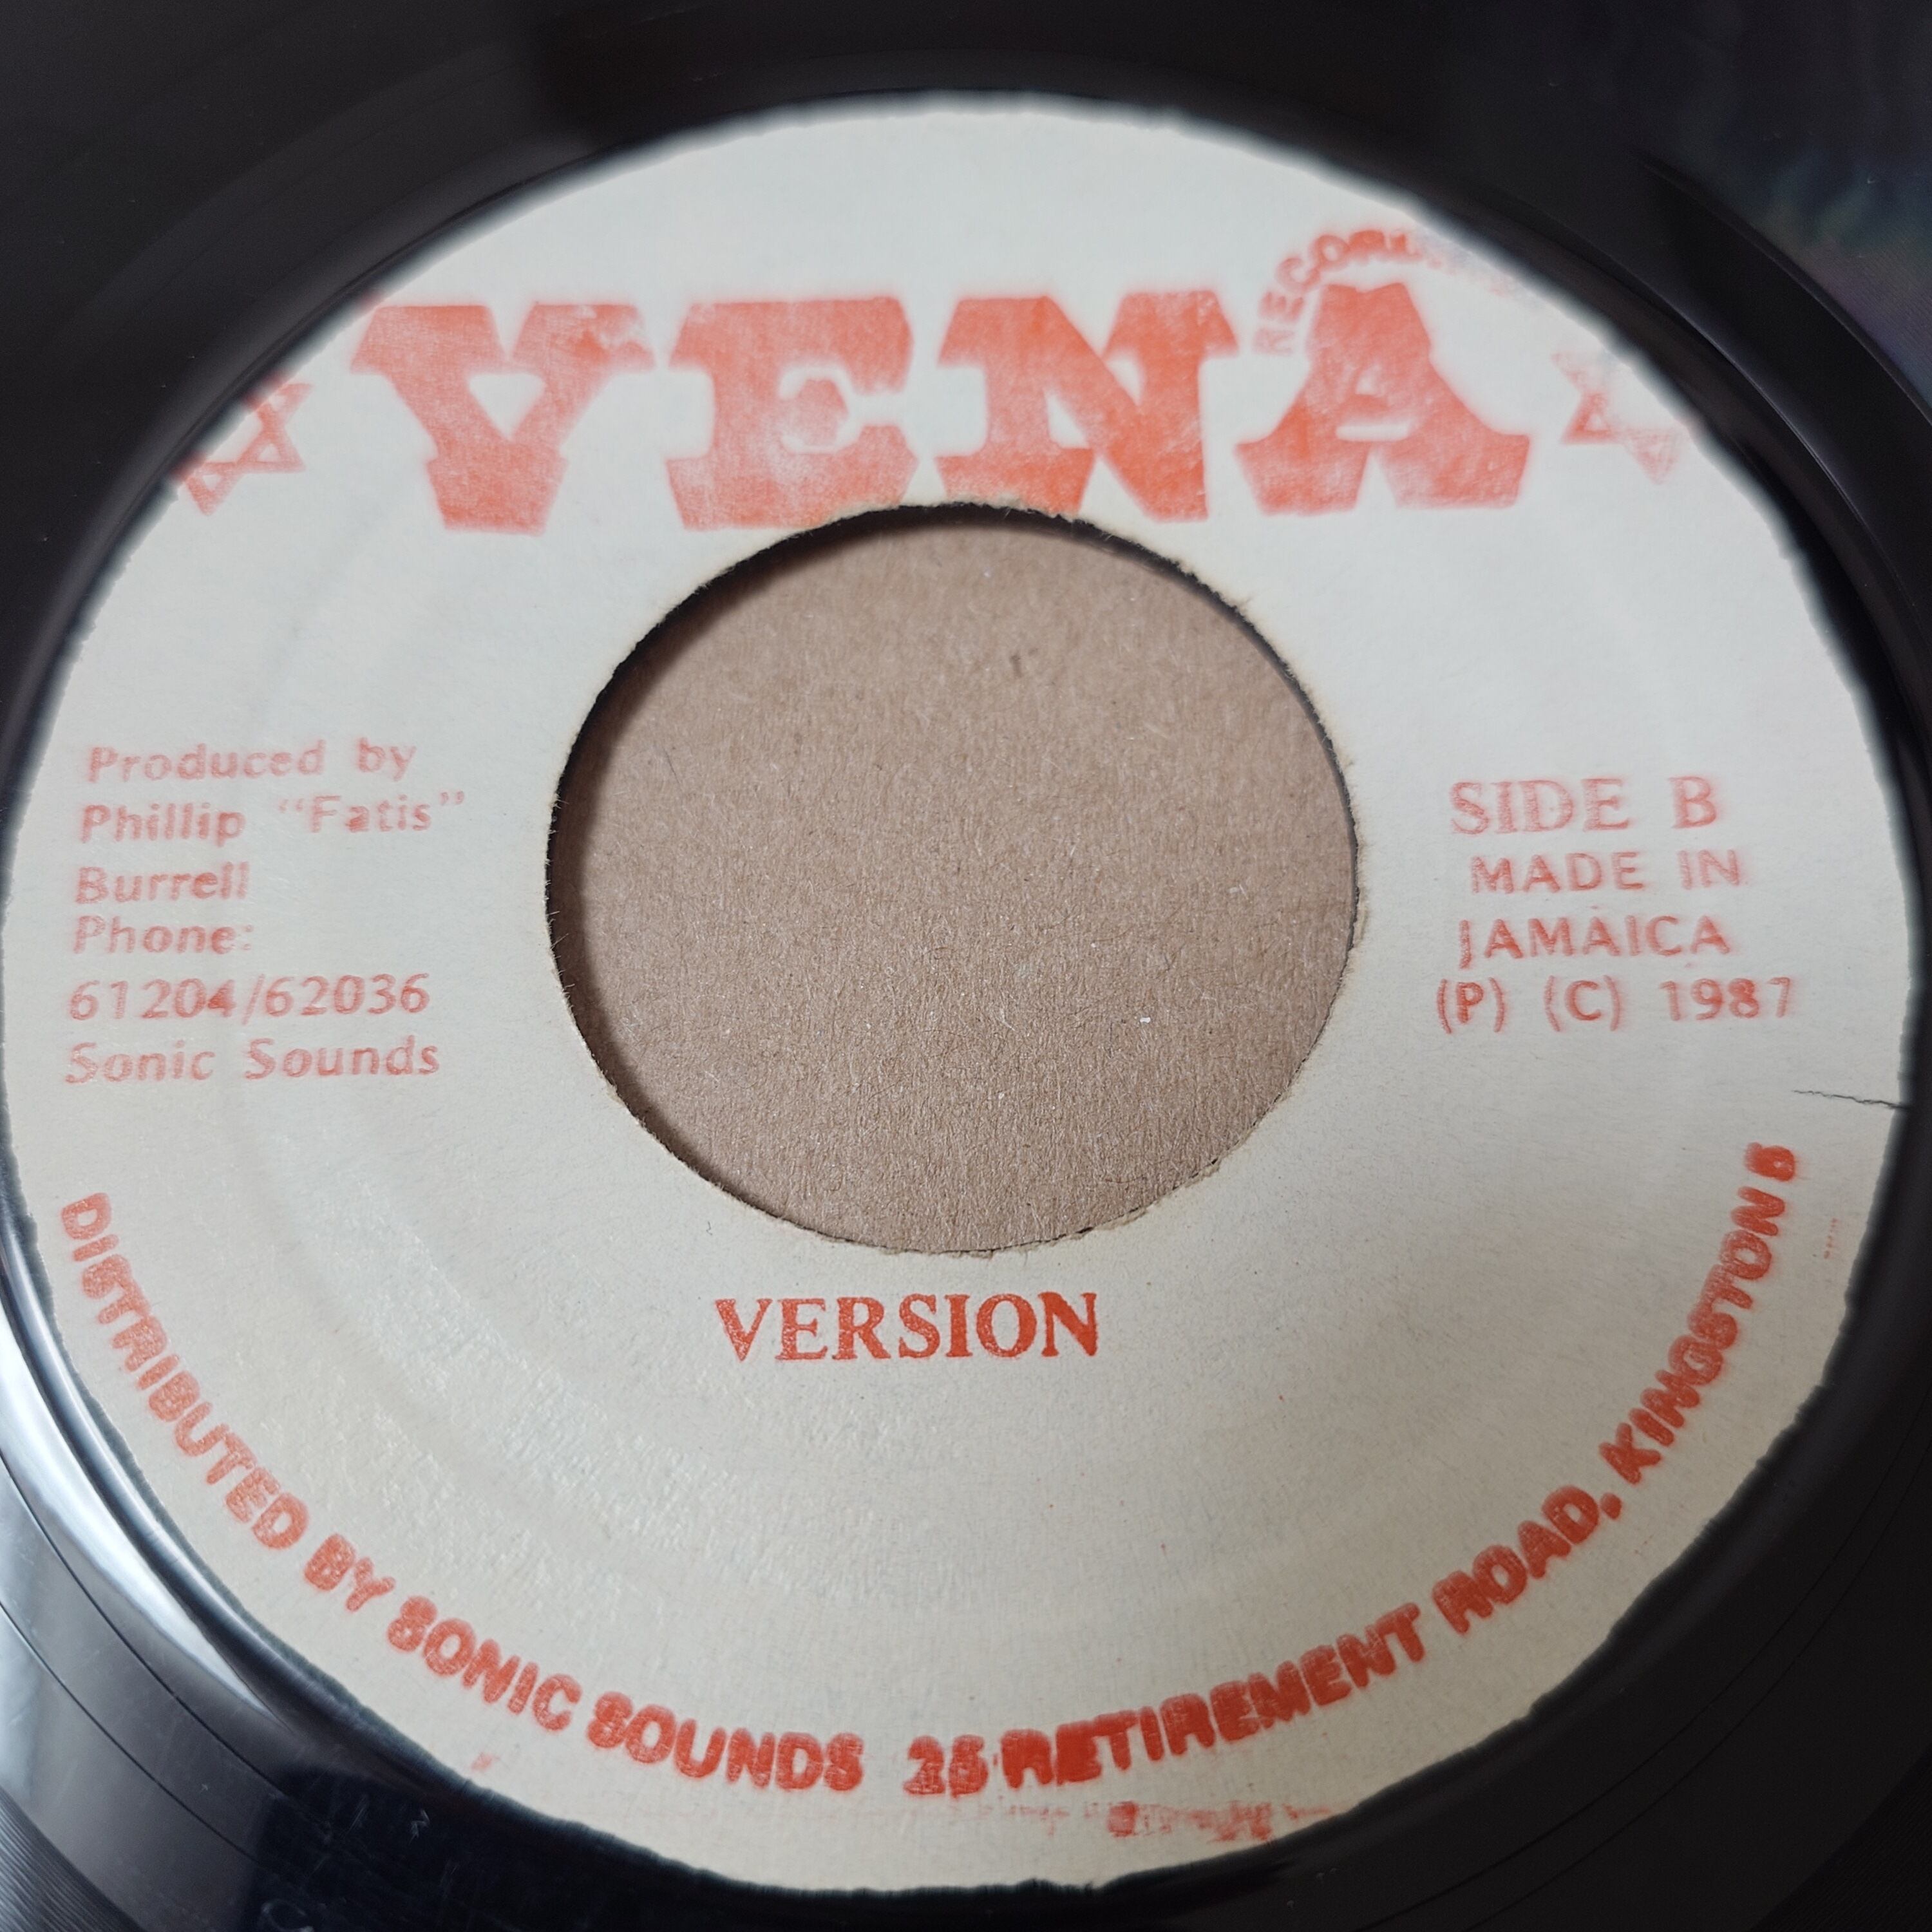 VENA
Produced by
Phillip "Fatis"
Burrell
Phone:
61204/62036
Sonic Sounds
SIDE B
MADE IN
JAMAICA
(P) (C) 1987
VERSION
DISTRIBUTED BY SONIC SOUNDS 25 RETIREMENT ROAD, KINGSTON 5